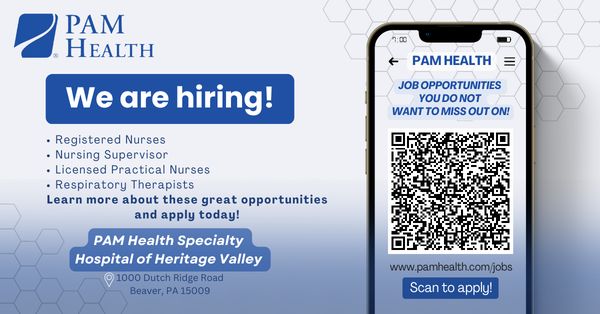 PAM
HEALTH
We are hiring!
• Registered Nurses
• Nursing Supervisor
• Licensed Practical Nurses
• Respiratory Therapists
Learn more about these great opportunities
and apply today!
PAM Health Specialty
Hospital of Heritage Valley
1000 Dutch Ridge Road
Beaver, PA 15009
PAM HEALTH
JOB OPPORTUNITIES
YOU DO NOT
WANT TO MISS OUT ON!
www.pamhealth.com/jobs
Scan to apply!